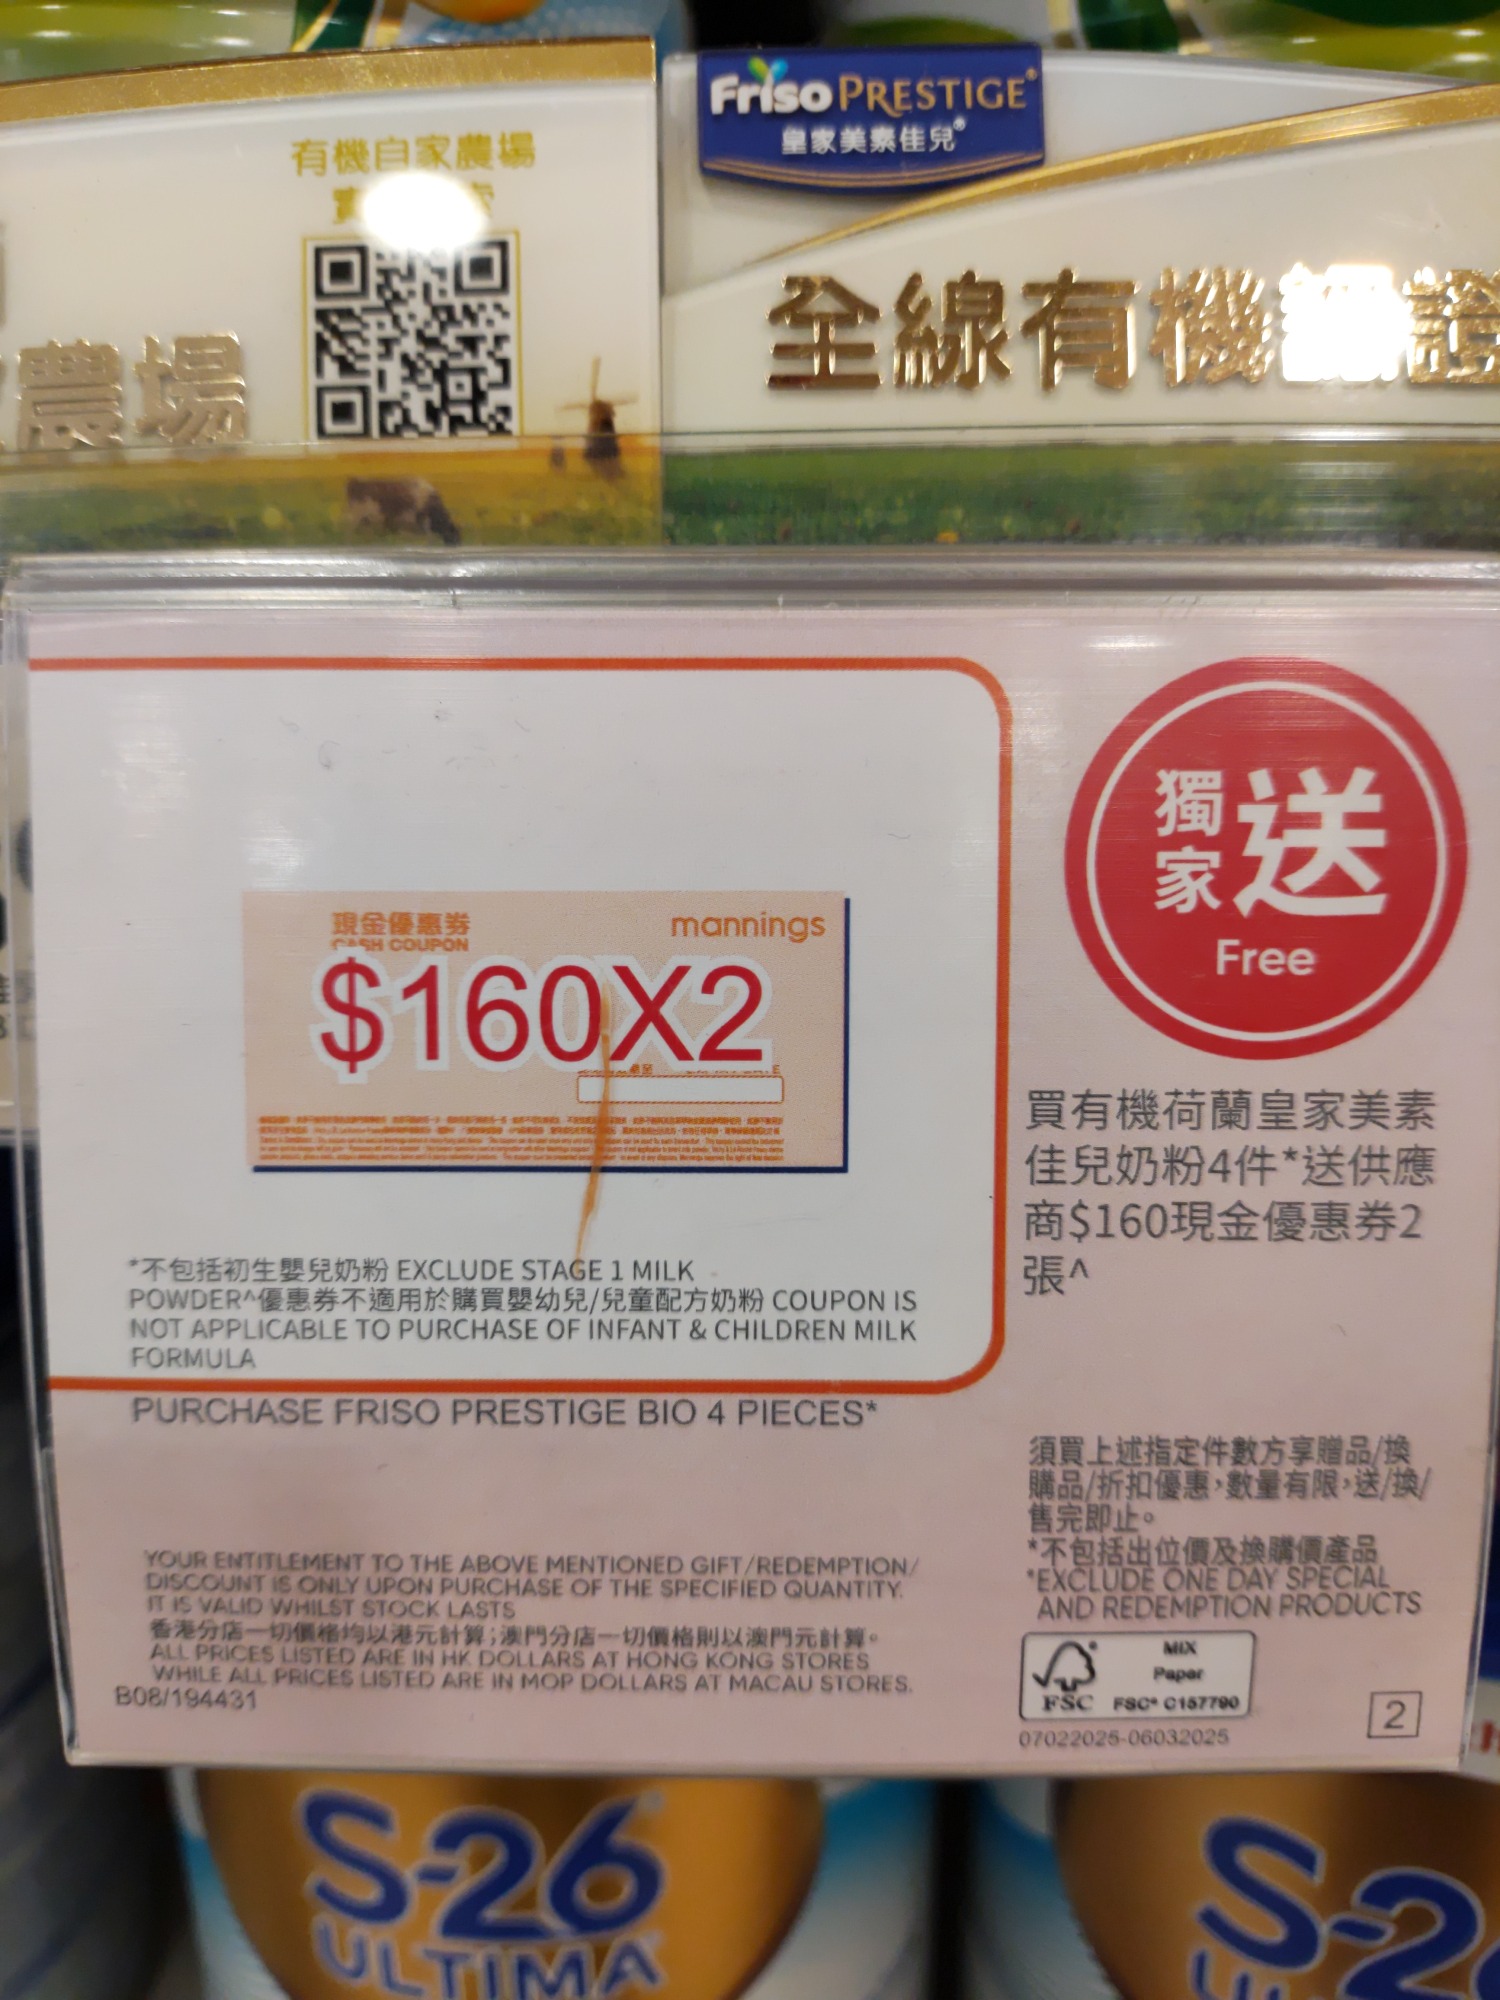 有機自家農場
農場
Friso PRESTIGE®
皇家美素佳兒®
全線有機
現金優惠券
CASH COUPON
mannings
$160X2
獨家
送
Free
買有機荷蘭皇家美素
佳兒奶粉4件*送供應
商$160現金優惠券2
張^
*不包括初生嬰兒奶粉 EXCLUDE STAGE 1 MILK
POWDER^優惠券不適用於購買嬰幼兒/兒童配方奶粉 COUPON IS
NOT APPLICABLE TO PURCHASE OF INFANT & CHILDREN MILK
FORMULA
PURCHASE FRISO PRESTIGE BIO 4 PIECES*
須買上述指定件數方享贈品/換
購品/折扣優惠，數量有限，送/換/
售完即止。
*不包括出位價及換購價產品
*EXCLUDE ONE DAY SPECIAL
AND REDEMPTION PRODUCTS
YOUR ENTITLEMENT TO THE ABOVE MENTIONED GIFT/REDEMPTION/
DISCOUNT IS ONLY UPON PURCHASE OF THE SPECIFIED QUANTITY.
IT IS VALID WHILST STOCK LASTS
香港分店一切價格均以港元計算；澳門分店一切價格則以澳門元計算。
ALL PRICES LISTED ARE IN HK DOLLARS AT HONG KONG STORES
WHILE ALL PRICES LISTED ARE IN MOP DOLLARS AT MACAU STORES.
B08/194431
FSC
MIX
Paper
FSC® C157790
07022025-06032025
2
S-26
ULTIMA
S-2